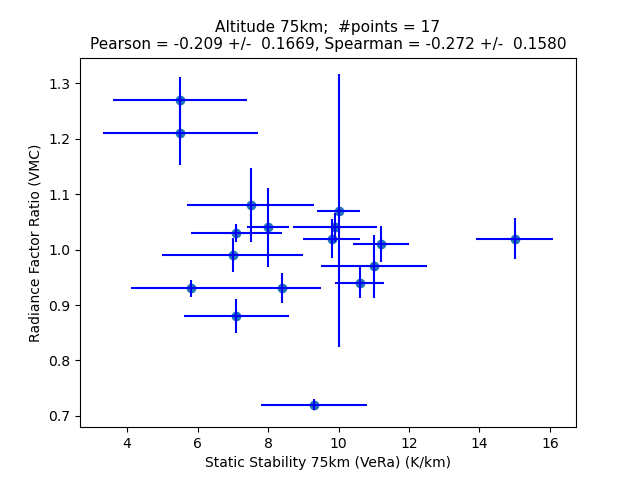 Altitude 75km;  #points = 17
Pearson = -0.209 +/-  0.1669, Spearman = -0.272 +/-  0.1580
1.3
1.2
1.1
1.0
0.9
0.8
0.7
Radiance Factor Ratio (VMC)
4 6 8 10 12 14 16
Static Stability 75km (VeRa) (K/km)